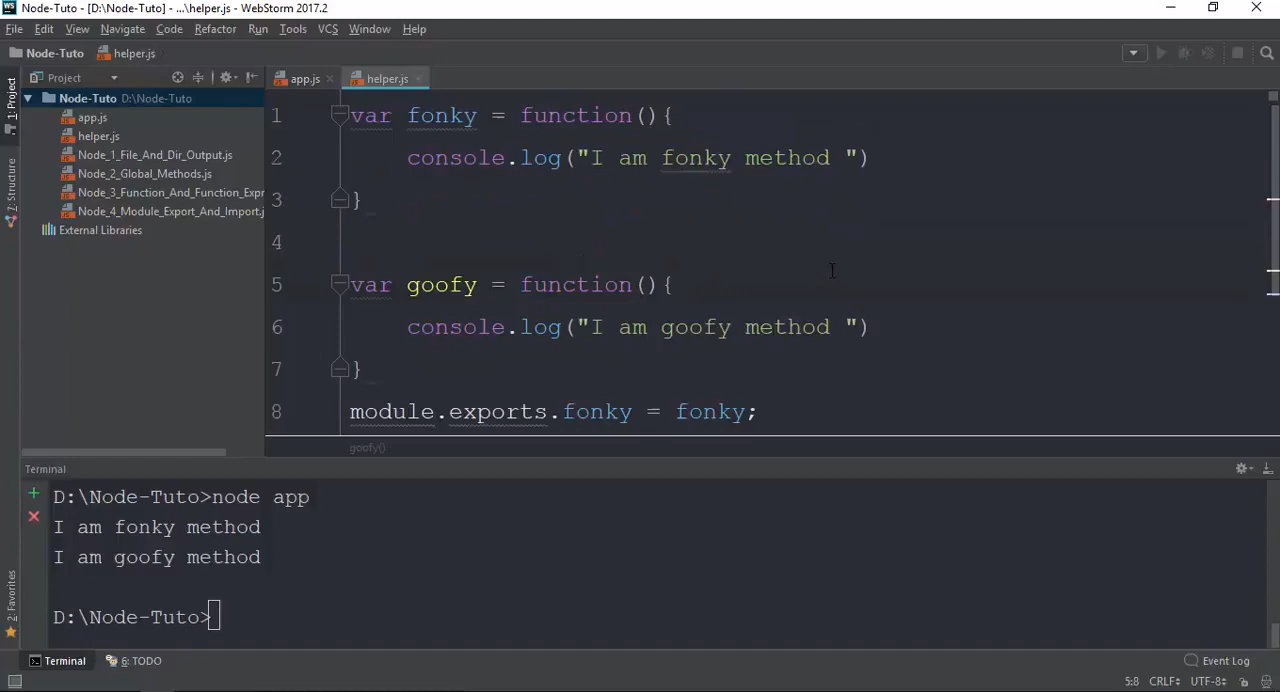 WS Node-Tuto - [D:\Node-Tuto] - ...\helper.js - WebStorm 2017.2
File Edit View Navigate Code Refactor Run Tools VCS Window Help
Node-Tuto helper.js
1: Project
Project
app.js helper.js
Node-Tuto D:\Node-Tuto
app.js
helper.js
Node_1_File_And_Dir_Output.js
Node_2_Global_Methods.js
Node_3_Function_And_Function_Expr
Node_4_Module_Export_And_Import.j
External Libraries
Z: Structure
1 var fonky = function(){
2 console.log("I am fonky method ")
3 }
4
5 var goofy = function(){
6 console.log("I am goofy method ")
7 }
8 module.exports.fonky = fonky;
goofy()
Terminal
D:\Node-Tuto>node app
I am fonky method
I am goofy method
D:\Node-Tuto>
2: Favorites
Terminal 6: TODO Event Log
5:8 CRLF UTF-8